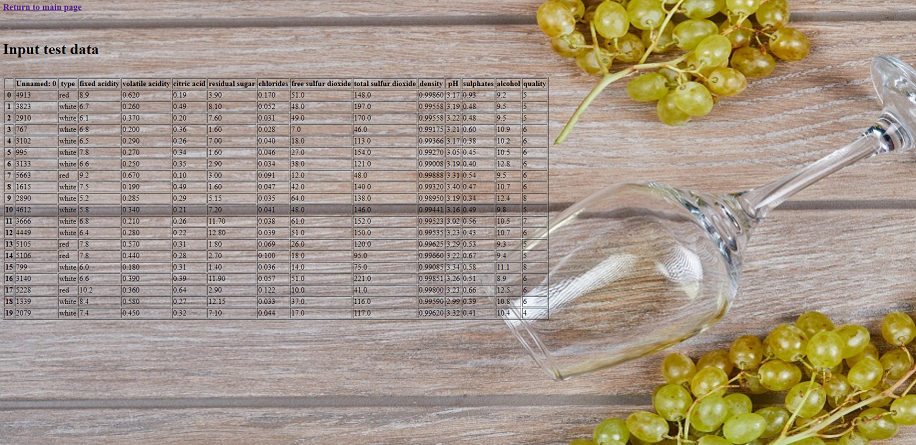 Return to main page
Input test data
Unnamed: 0 type fixed acidity volatile acidity citric acid residual sugar chlorides free sulfur dioxide total sulfur dioxide density pH sulphates alcohol quality
0 4913 red 8.9 0.620 0.19 3.90 0.170 51.0 148.0 0.99860 3.17 0.93 9.2 5
1 3823 white 6.7 0.260 0.49 8.10 0.052 48.0 197.0 0.99558 3.19 0.48 9.5 5
2 2910 white 6.1 0.370 0.20 7.60 0.031 49.0 170.0 0.99558 3.22 0.48 9.5 5
3 767 white 6.8 0.200 0.36 1.60 0.028 7.0 46.0 0.99175 3.21 0.60 10.9 6
4 3102 white 6.5 0.290 0.26 7.00 0.040 18.0 113.0 0.99366 3.17 0.38 10.2 6
5 995 white 7.8 0.270 0.34 1.60 0.046 27.0 154.0 0.99270 3.05 0.45 10.5 6
6 3133 white 6.6 0.250 0.35 2.90 0.034 38.0 121.0 0.99008 3.19 0.40 12.8 6
7 5663 red 9.2 0.670 0.10 3.00 0.091 12.0 48.0 0.99888 3.31 0.54 9.5 6
8 1615 white 7.5 0.190 0.49 1.60 0.047 42.0 140.0 0.99320 3.40 0.47 10.7 6
9 2890 white 5.2 0.285 0.29 5.15 0.035 64.0 138.0 0.98950 3.19 0.34 12.4 8
10 4612 white 5.8 0.340 0.21 7.20 0.041 48.0 146.0 0.99441 3.16 0.49 9.8 5
11 3666 white 6.8 0.210 0.26 11.70 0.038 61.0 152.0 0.99523 3.02 0.56 10.5 7
12 4449 white 6.4 0.280 0.22 12.80 0.039 51.0 150.0 0.99535 3.23 0.43 10.7 6
13 5105 red 7.8 0.570 0.31 1.80 0.069 26.0 120.0 0.99625 3.29 0.53 9.3 5
14 5106 red 7.8 0.440 0.28 2.70 0.100 18.0 95.0 0.99660 3.22 0.67 9.4 5
15 799 white 6.0 0.180 0.31 1.40 0.036 14.0 75.0 0.99085 3.34 0.58 11.1 8
16 3140 white 6.6 0.390 0.39 11.90 0.057 51.0 221.0 0.99851 3.26 0.51 8.9 6
17 5228 red 10.2 0.360 0.64 2.90 0.122 10.0 41.0 0.99800 3.23 0.66 12.5 6
18 1339 white 8.4 0.580 0.27 12.15 0.033 37.0 116.0 0.99590 2.99 0.39 10.8 6
19 2079 white 7.4 0.450 0.32 7.10 0.044 17.0 117.0 0.99620 3.32 0.41 10.4 4